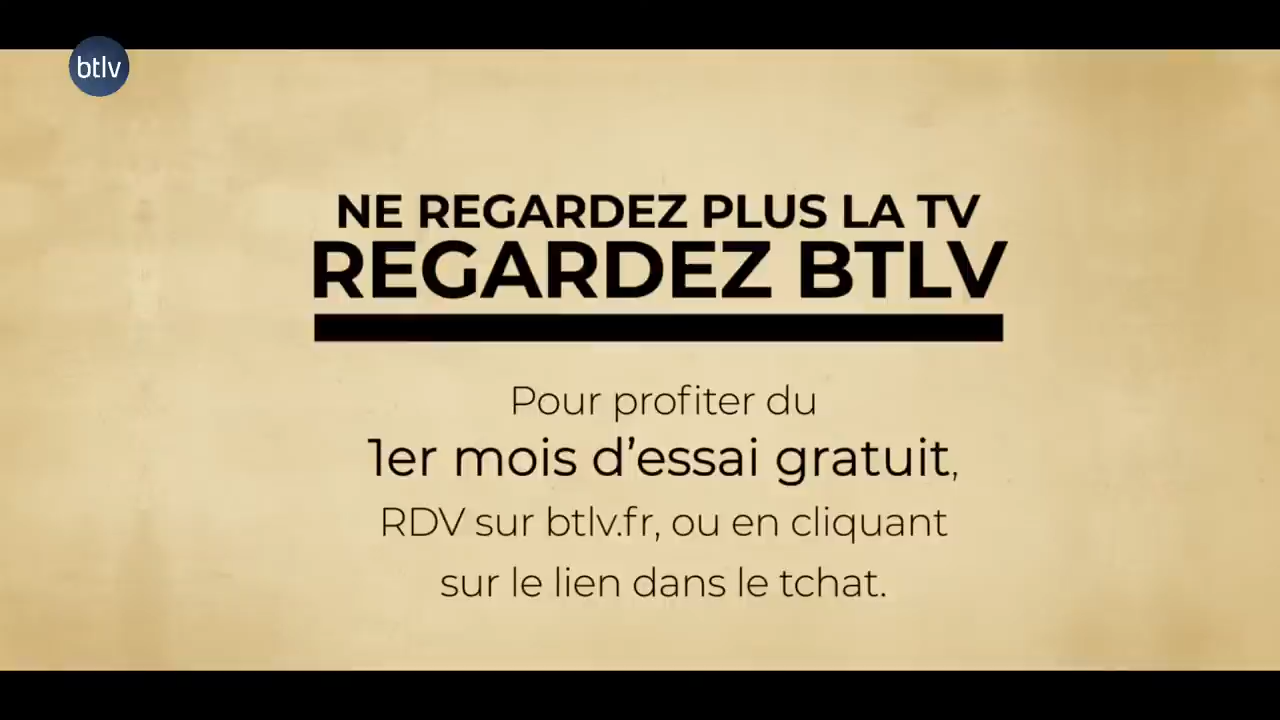 btlv
NE REGARDEZ PLUS LA TV
REGARDEZ BTLV
Pour profiter du
1er mois d’essai gratuit,
RDV sur btlv.fr, ou en cliquant
sur le lien dans le tchat.